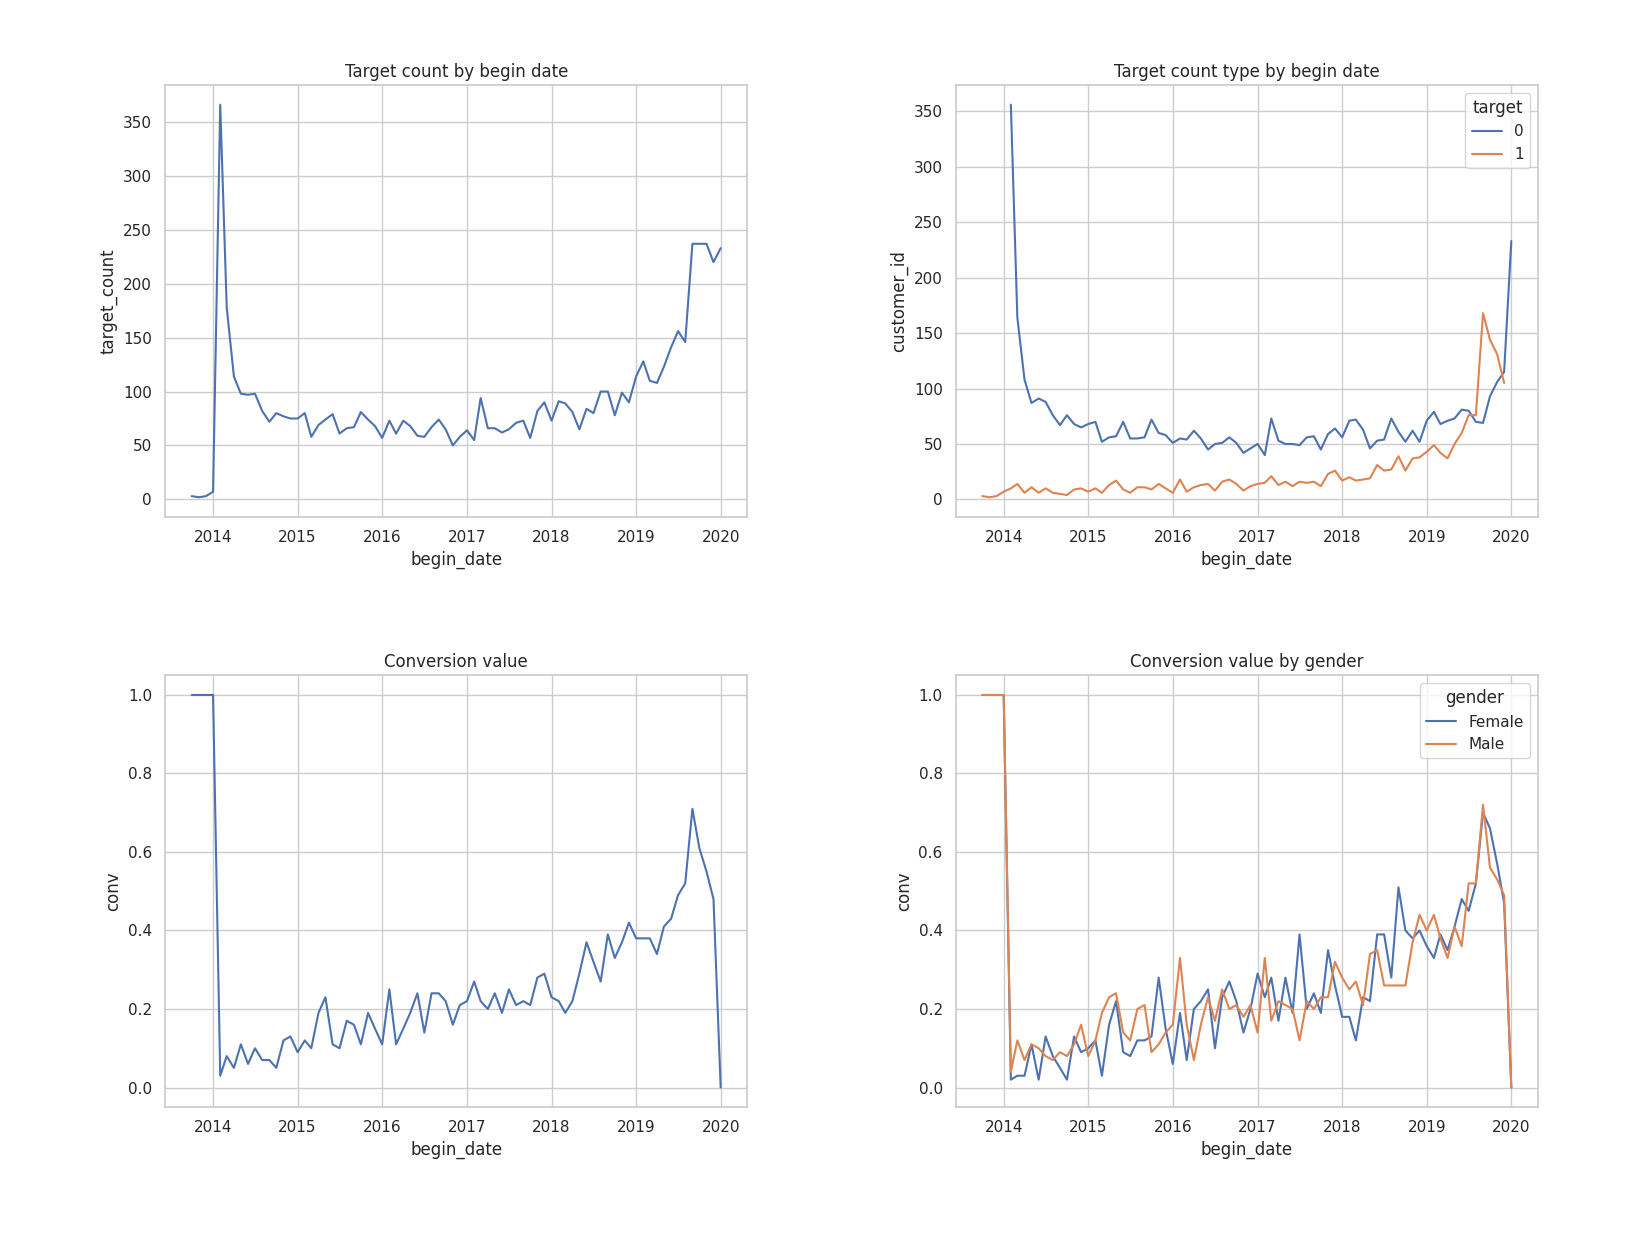 Target count by begin date
350
300
250
200
150
100
50
0
target_count
2014 2015 2016 2017 2018 2019 2020
begin_date
Target count type by begin date
target
0
1
350
300
250
200
150
100
50
0
customer_id
2014 2015 2016 2017 2018 2019 2020
begin_date
Conversion value
1.0
0.8
0.6
0.4
0.2
0.0
conv
2014 2015 2016 2017 2018 2019 2020
begin_date
Conversion value by gender
gender
Female
Male
1.0
0.8
0.6
0.4
0.2
0.0
conv
2014 2015 2016 2017 2018 2019 2020
begin_date